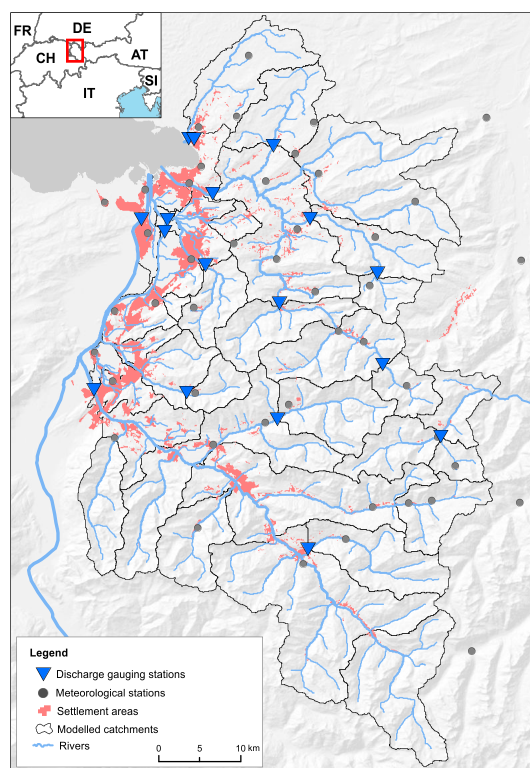 FR
DE
CH
AT
SI
IT
Legend
Discharge gauging stations
Meteorological stations
Settlement areas
Modelled catchments
Rivers
0 5 10 km